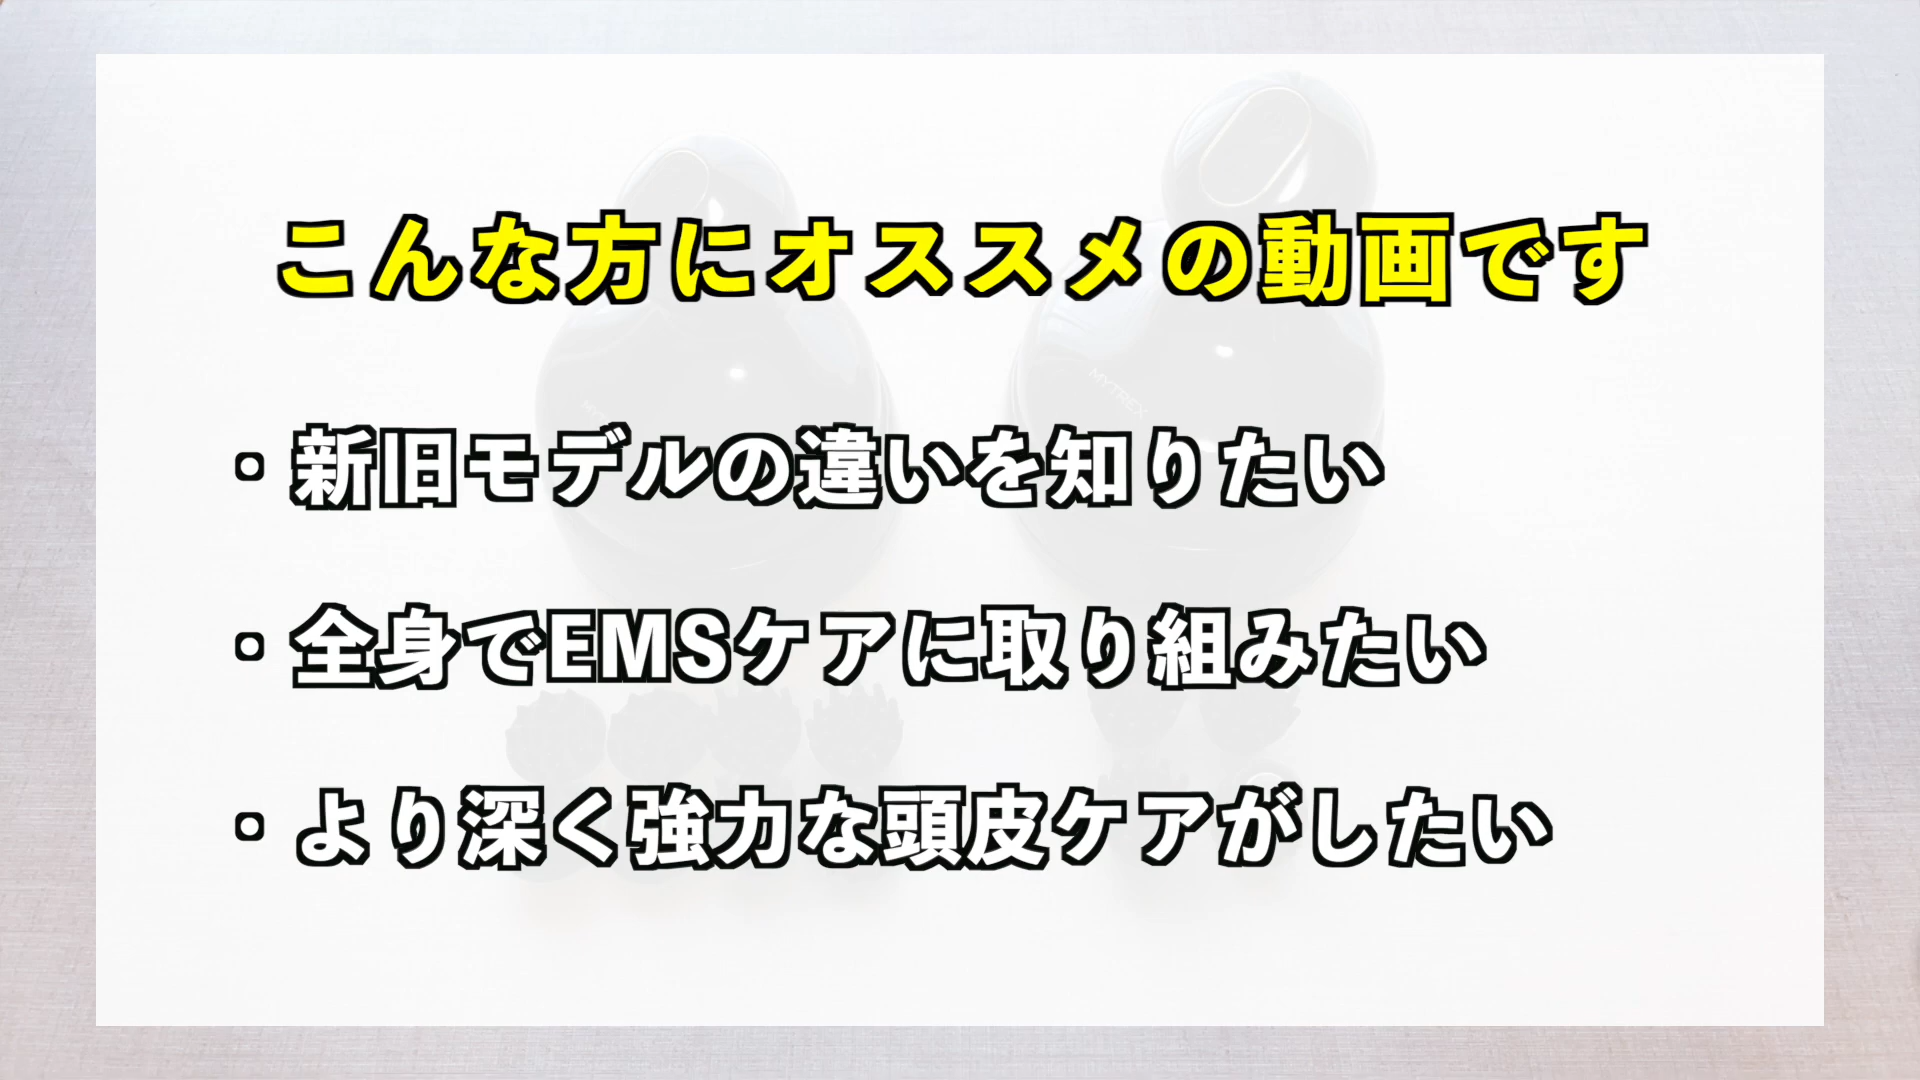 こんな方にオススメの動画です
MYTREX
・新旧モデルの違いを知りたい
・全身でEMSケアに取り組みたい
・より深く強力な頭皮ケアがしたい